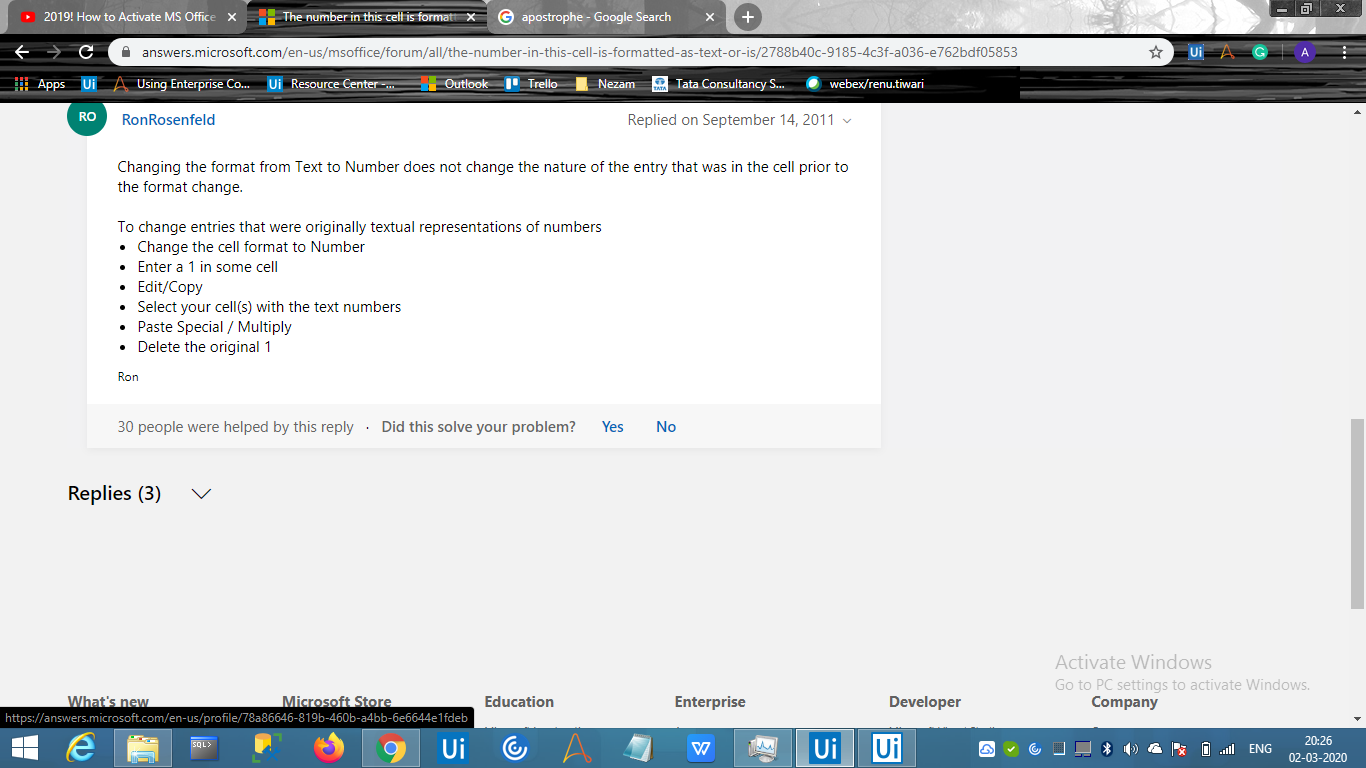 2019! How to Activate MS Office
The number in this cell is format
apostrophe - Google Search
answers.microsoft.com/en-us/msoffice/forum/all/the-number-in-this-cell-is-formatted-as-text-or-is/2788b40c-9185-4c3f-a036-e762bdf05853
Ui
G
A
Apps
Ui
Using Enterprise Co...
Ui
Resource Center -...
Outlook
Trello
Nezam
TATA
Tata Consultancy S...
webex/renu.tiwari
RO
RonRosenfeld
Replied on September 14, 2011
Changing the format from Text to Number does not change the nature of the entry that was in the cell prior to
the format change.
To change entries that were originally textual representations of numbers
• Change the cell format to Number
• Enter a 1 in some cell
• Edit/Copy
• Select your cell(s) with the text numbers
• Paste Special / Multiply
• Delete the original 1
Ron
30 people were helped by this reply · Did this solve your problem? Yes No
Replies (3)
Activate Windows
Go to PC settings to activate Windows.
What's new
Microsoft Store
Education
Enterprise
Developer
Company
https://answers.microsoft.com/en-us/profile/78a86646-819b-460b-a4bb-6e6644e1fdeb
SQL>
Ui
W
Ui
Ui
ENG
20:26
02-03-2020